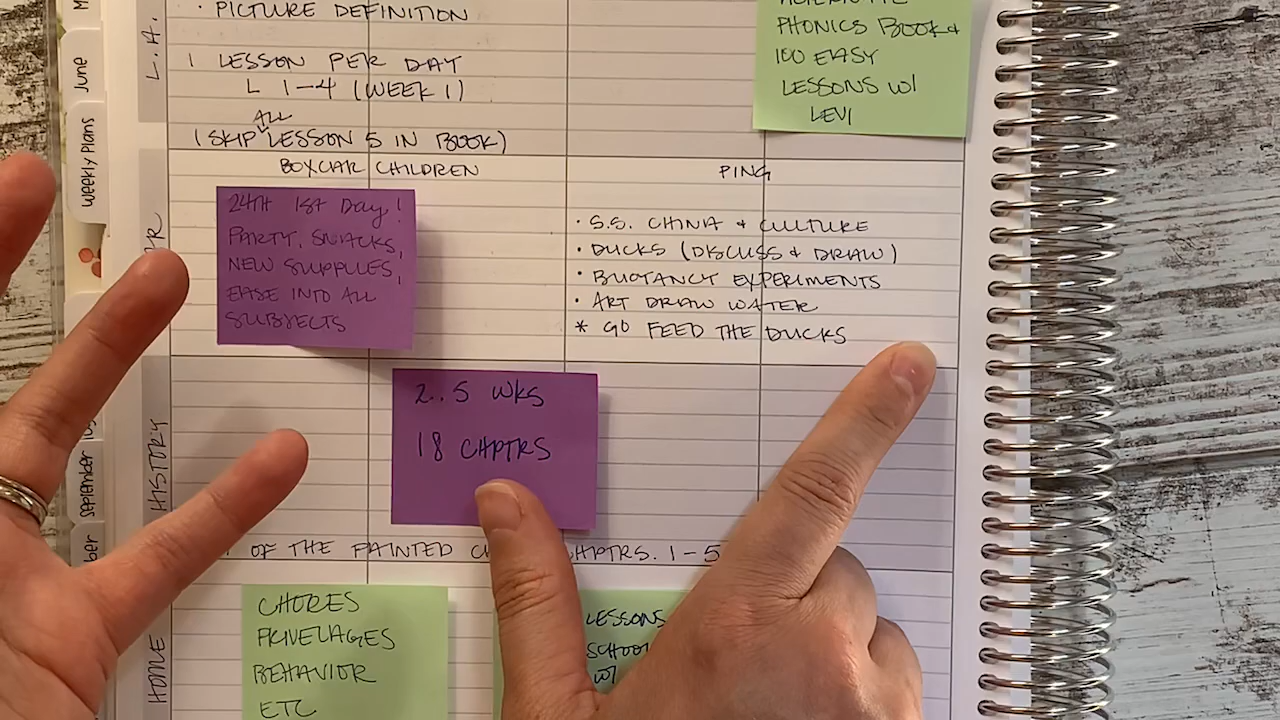 · PICTURE DEFINITION
1 LESSON PER DAY
L 1-4 (WEEK 1)
ALL
(SKIP LESSON 5 IN BOOK)
L.A.
PHONICS BOOK &
100 EASY
LESSONS W/
LEVI
June
Weekly Plans
September
BOXCAR CHILDREN
PING
24TH 1ST DAY!
PARTY, SNACKS,
NEW SUPPLIES,
EASE INTO ALL
SUBJECTS
· S.S. CHINA & CULTURE
· DUCKS (DISCUSS & DRAW)
· BUOTANCY EXPERIMENTS
· ART DRAW WATER
* GO FEED THE DUCKS
HISTORY
2..5 WKS
18 CHPTRS
OF THE PAINTED CHPTRS. 1-5
HOME
CHORES
PRIVELAGES
BEHAVIOR
ETC
LESSONS
SCHOOL
W/